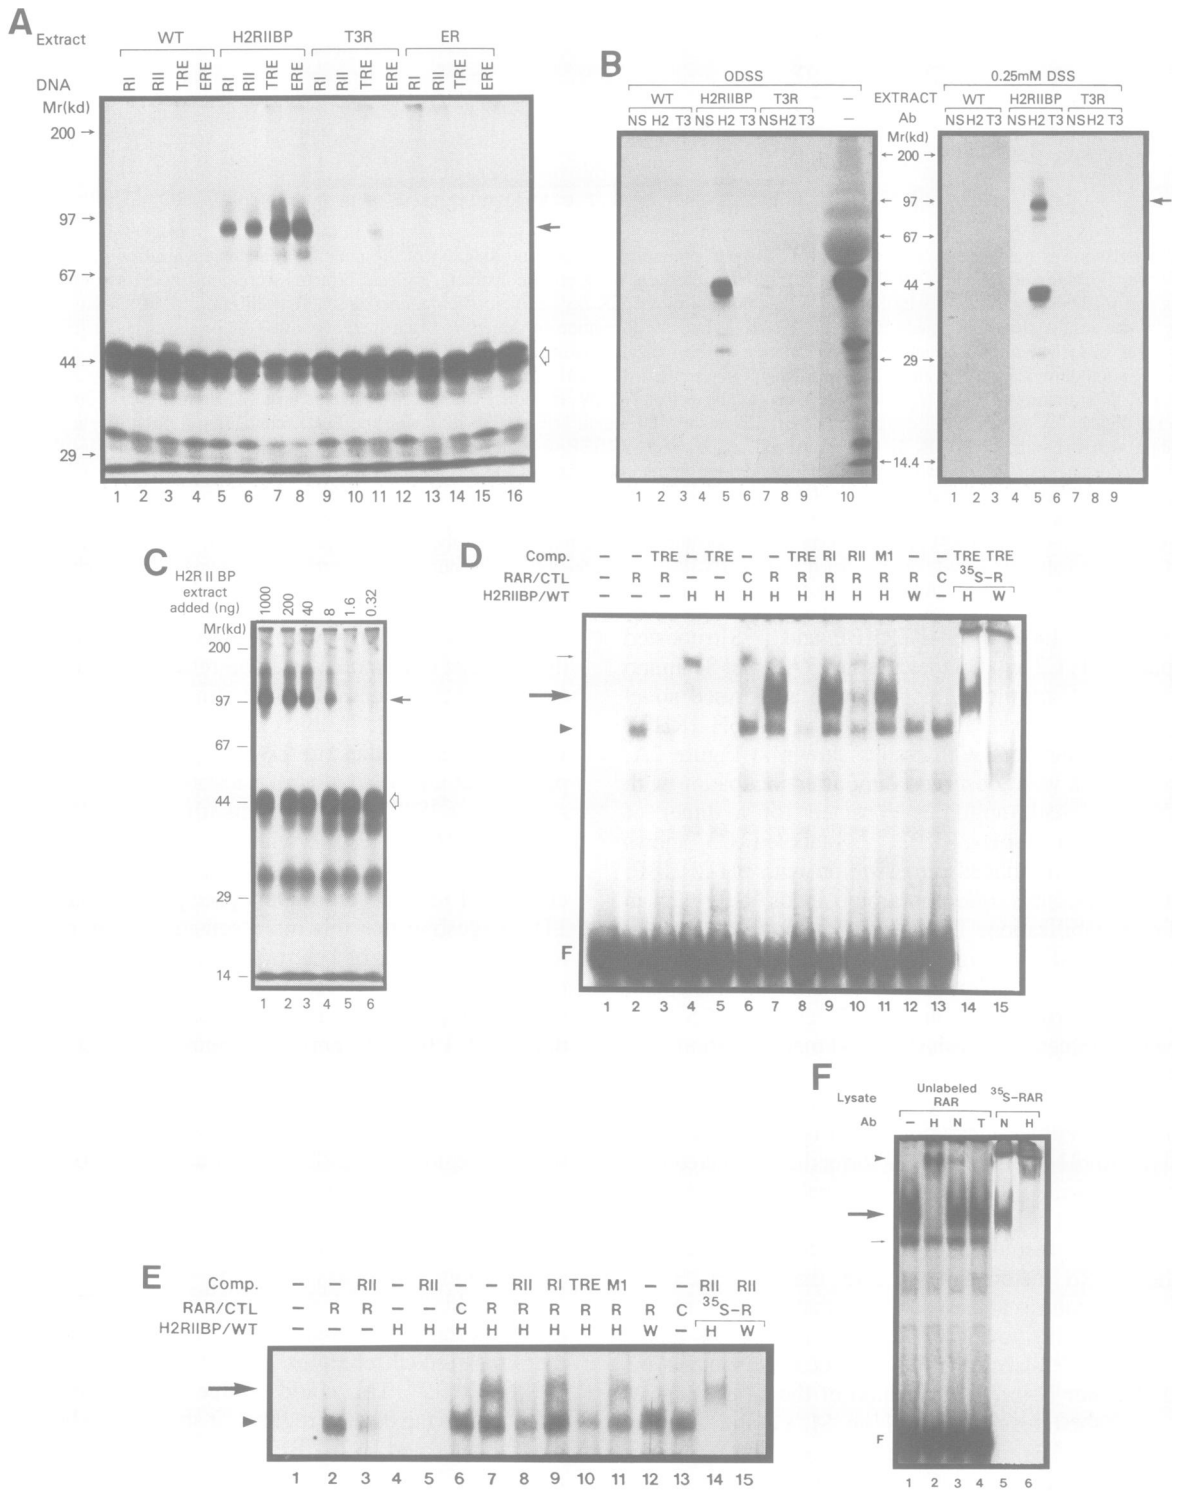 A
Extract WT H2RIIBP T3R ER
DNA RI RII TRE ERE RI RII TRE ERE RI RII TRE ERE RI RII TRE ERE
Mr(kd)
200
97
67
44
29
1 2 3 4 5 6 7 8 9 10 11 12 13 14 15 16
B
ODSS 0.25mM DSS
WT H2RIIBP T3R – EXTRACT WT H2RIIBP T3R
NS H2 T3 NS H2 T3 NS H2 T3 – Ab NS H2 T3 NS H2 T3 NS H2 T3
Mr(kd)
200
97
67
44
29
14.4
1 2 3 4 5 6 7 8 9 10 1 2 3 4 5 6 7 8 9
C
H2R II BP
extract
added (ng) 1000 200 40 8 1.6 0.32
Mr(kd)
200
97
67
44
29
14
1 2 3 4 5 6
D
Comp. – – TRE – TRE – – TRE RI RII M1 – – TRE TRE
RAR/CTL – R R – – C R R R R R R C 35S–R
H2RIIBP/WT – – – H H H H H H H H W – H W
F
1 2 3 4 5 6 7 8 9 10 11 12 13 14 15
E
Comp. – – RII – RII – – RII RI TRE M1 – – RII RII
RAR/CTL – R R – – C R R R R R R C 35S–R
H2RIIBP/WT – – – H H H H H H H H W – H W
1 2 3 4 5 6 7 8 9 10 11 12 13 14 15
F
Lysate Unlabeled RAR 35S–RAR
Ab – H N T N H
F
1 2 3 4 5 6